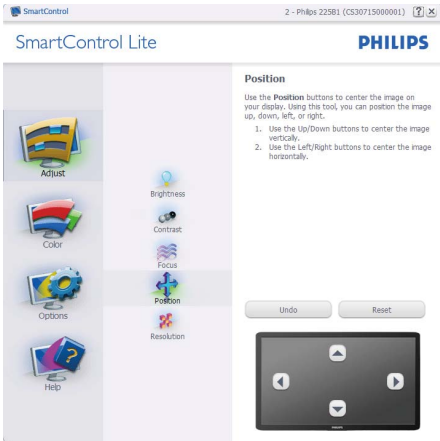 SmartControl
2 - Philips 225B1 (CS30715000001)
SmartControl Lite
PHILIPS
Position
Use the Position buttons to center the image on
your display. Using this tool, you can position the image
up, down, left, or right.
1. Use the Up/Down buttons to center the image
vertically.
2. Use the Left/Right buttons to center the image
horizontally.
Adjust
Color
Options
Help
Brightness
Contrast
Focus
Position
Resolution
Undo
Reset
PHILIPS